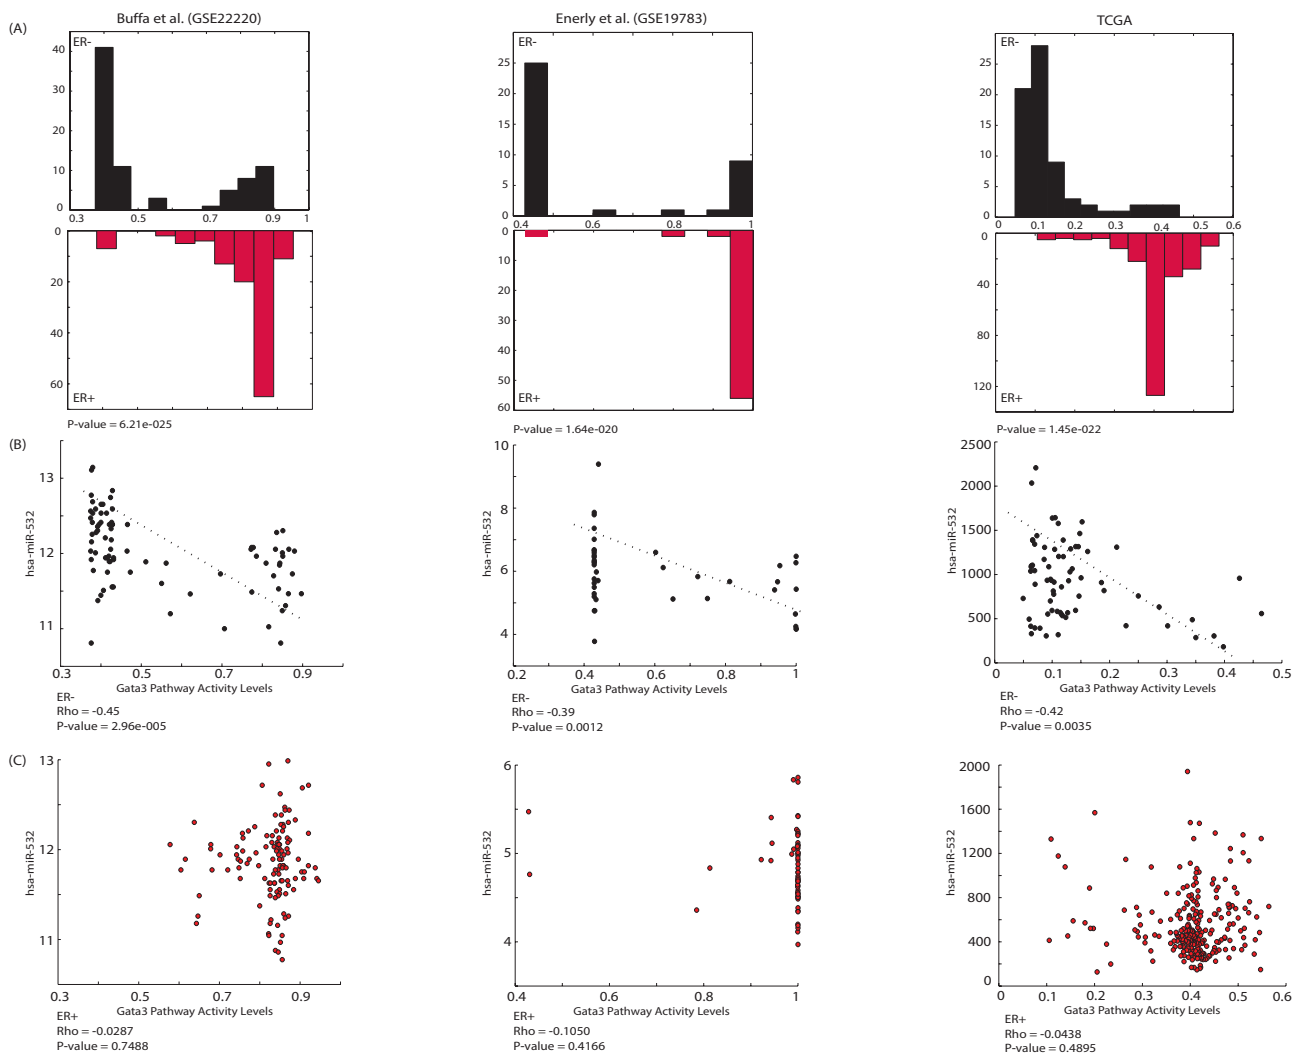 Buffa et al. (GSE22220)
Enerly et al. (GSE19783)
TCGA
(A)
ER-
40
30
20
10
0
0.3
0.5
0.7
0.9
1
0
20
40
60
ER+
P-value = 6.21e-025
ER-
25
20
15
10
5
0
0.4
0.6
0.8
1
0
10
20
30
40
50
60
ER+
P-value = 1.64e-020
ER-
25
20
15
10
5
0
0
0.1
0.2
0.3
0.4
0.5
0.6
0
40
80
120
ER+
P-value = 1.45e-022
(B)
hsa-miR-532
13
12
11
0.3
0.5
0.7
0.9
Gata3 Pathway Activity Levels
ER-
Rho = -0.45
P-value = 2.96e-005
hsa-miR-532
10
8
6
4
0.2
0.4
0.6
0.8
1
Gata3 Pathway Activity Levels
ER-
Rho = -0.39
P-value = 0.0012
hsa-miR-532
2500
2000
1500
1000
500
0
0
0.1
0.2
0.3
0.4
0.5
Gata3 Pathway Activity Levels
ER-
Rho = -0.42
P-value = 0.0035
(C)
hsa-miR-532
13
12
11
0.3
0.5
0.7
0.9
Gata3 Pathway Activity Levels
ER+
Rho = -0.0287
P-value = 0.7488
hsa-miR-532
6
5
4
0.4
0.6
0.8
1
Gata3 Pathway Activity Levels
ER+
Rho = -0.1050
P-value = 0.4166
hsa-miR-532
2000
1600
1200
800
400
0
0
0.1
0.2
0.3
0.4
0.5
0.6
Gata3 Pathway Activity Levels
ER+
Rho = -0.0438
P-value = 0.4895